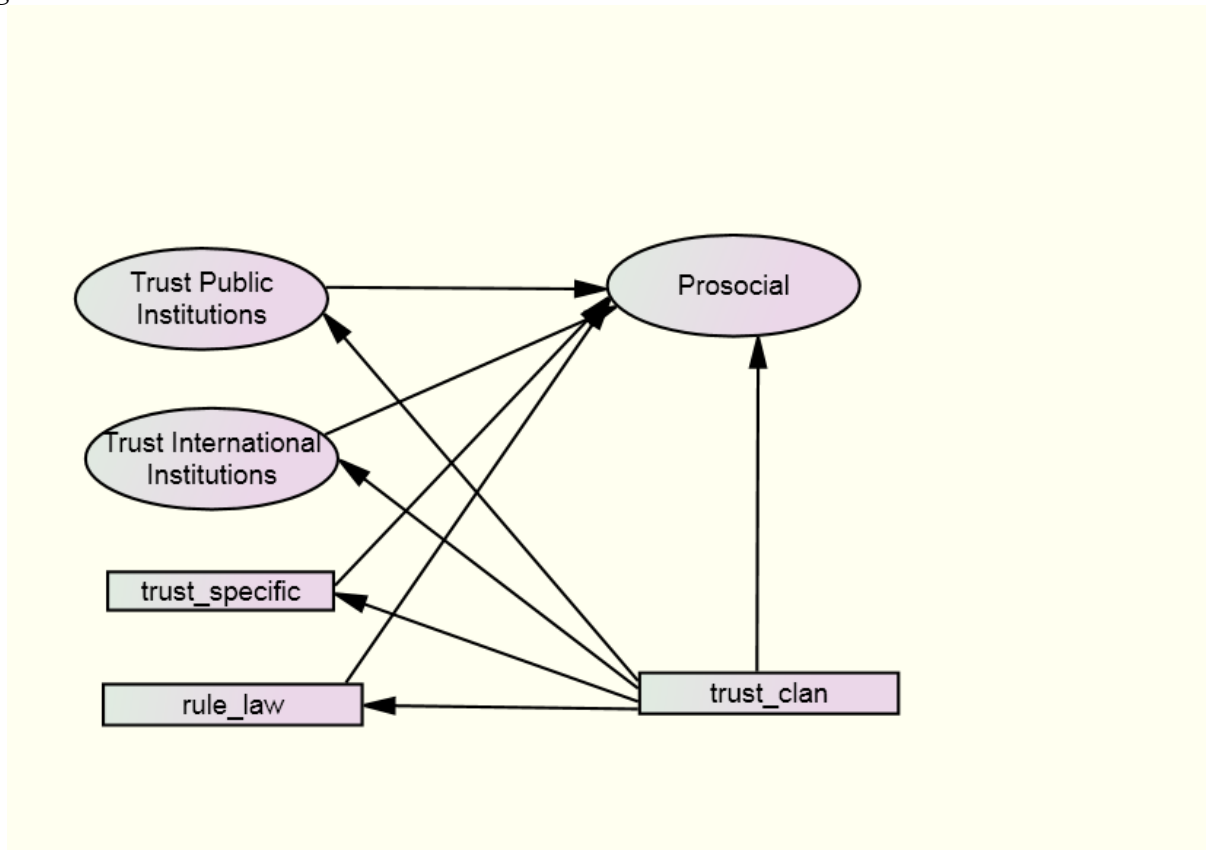 Trust Public
Institutions
Prosocial
Trust International
Institutions
trust_specific
rule_law
trust_clan